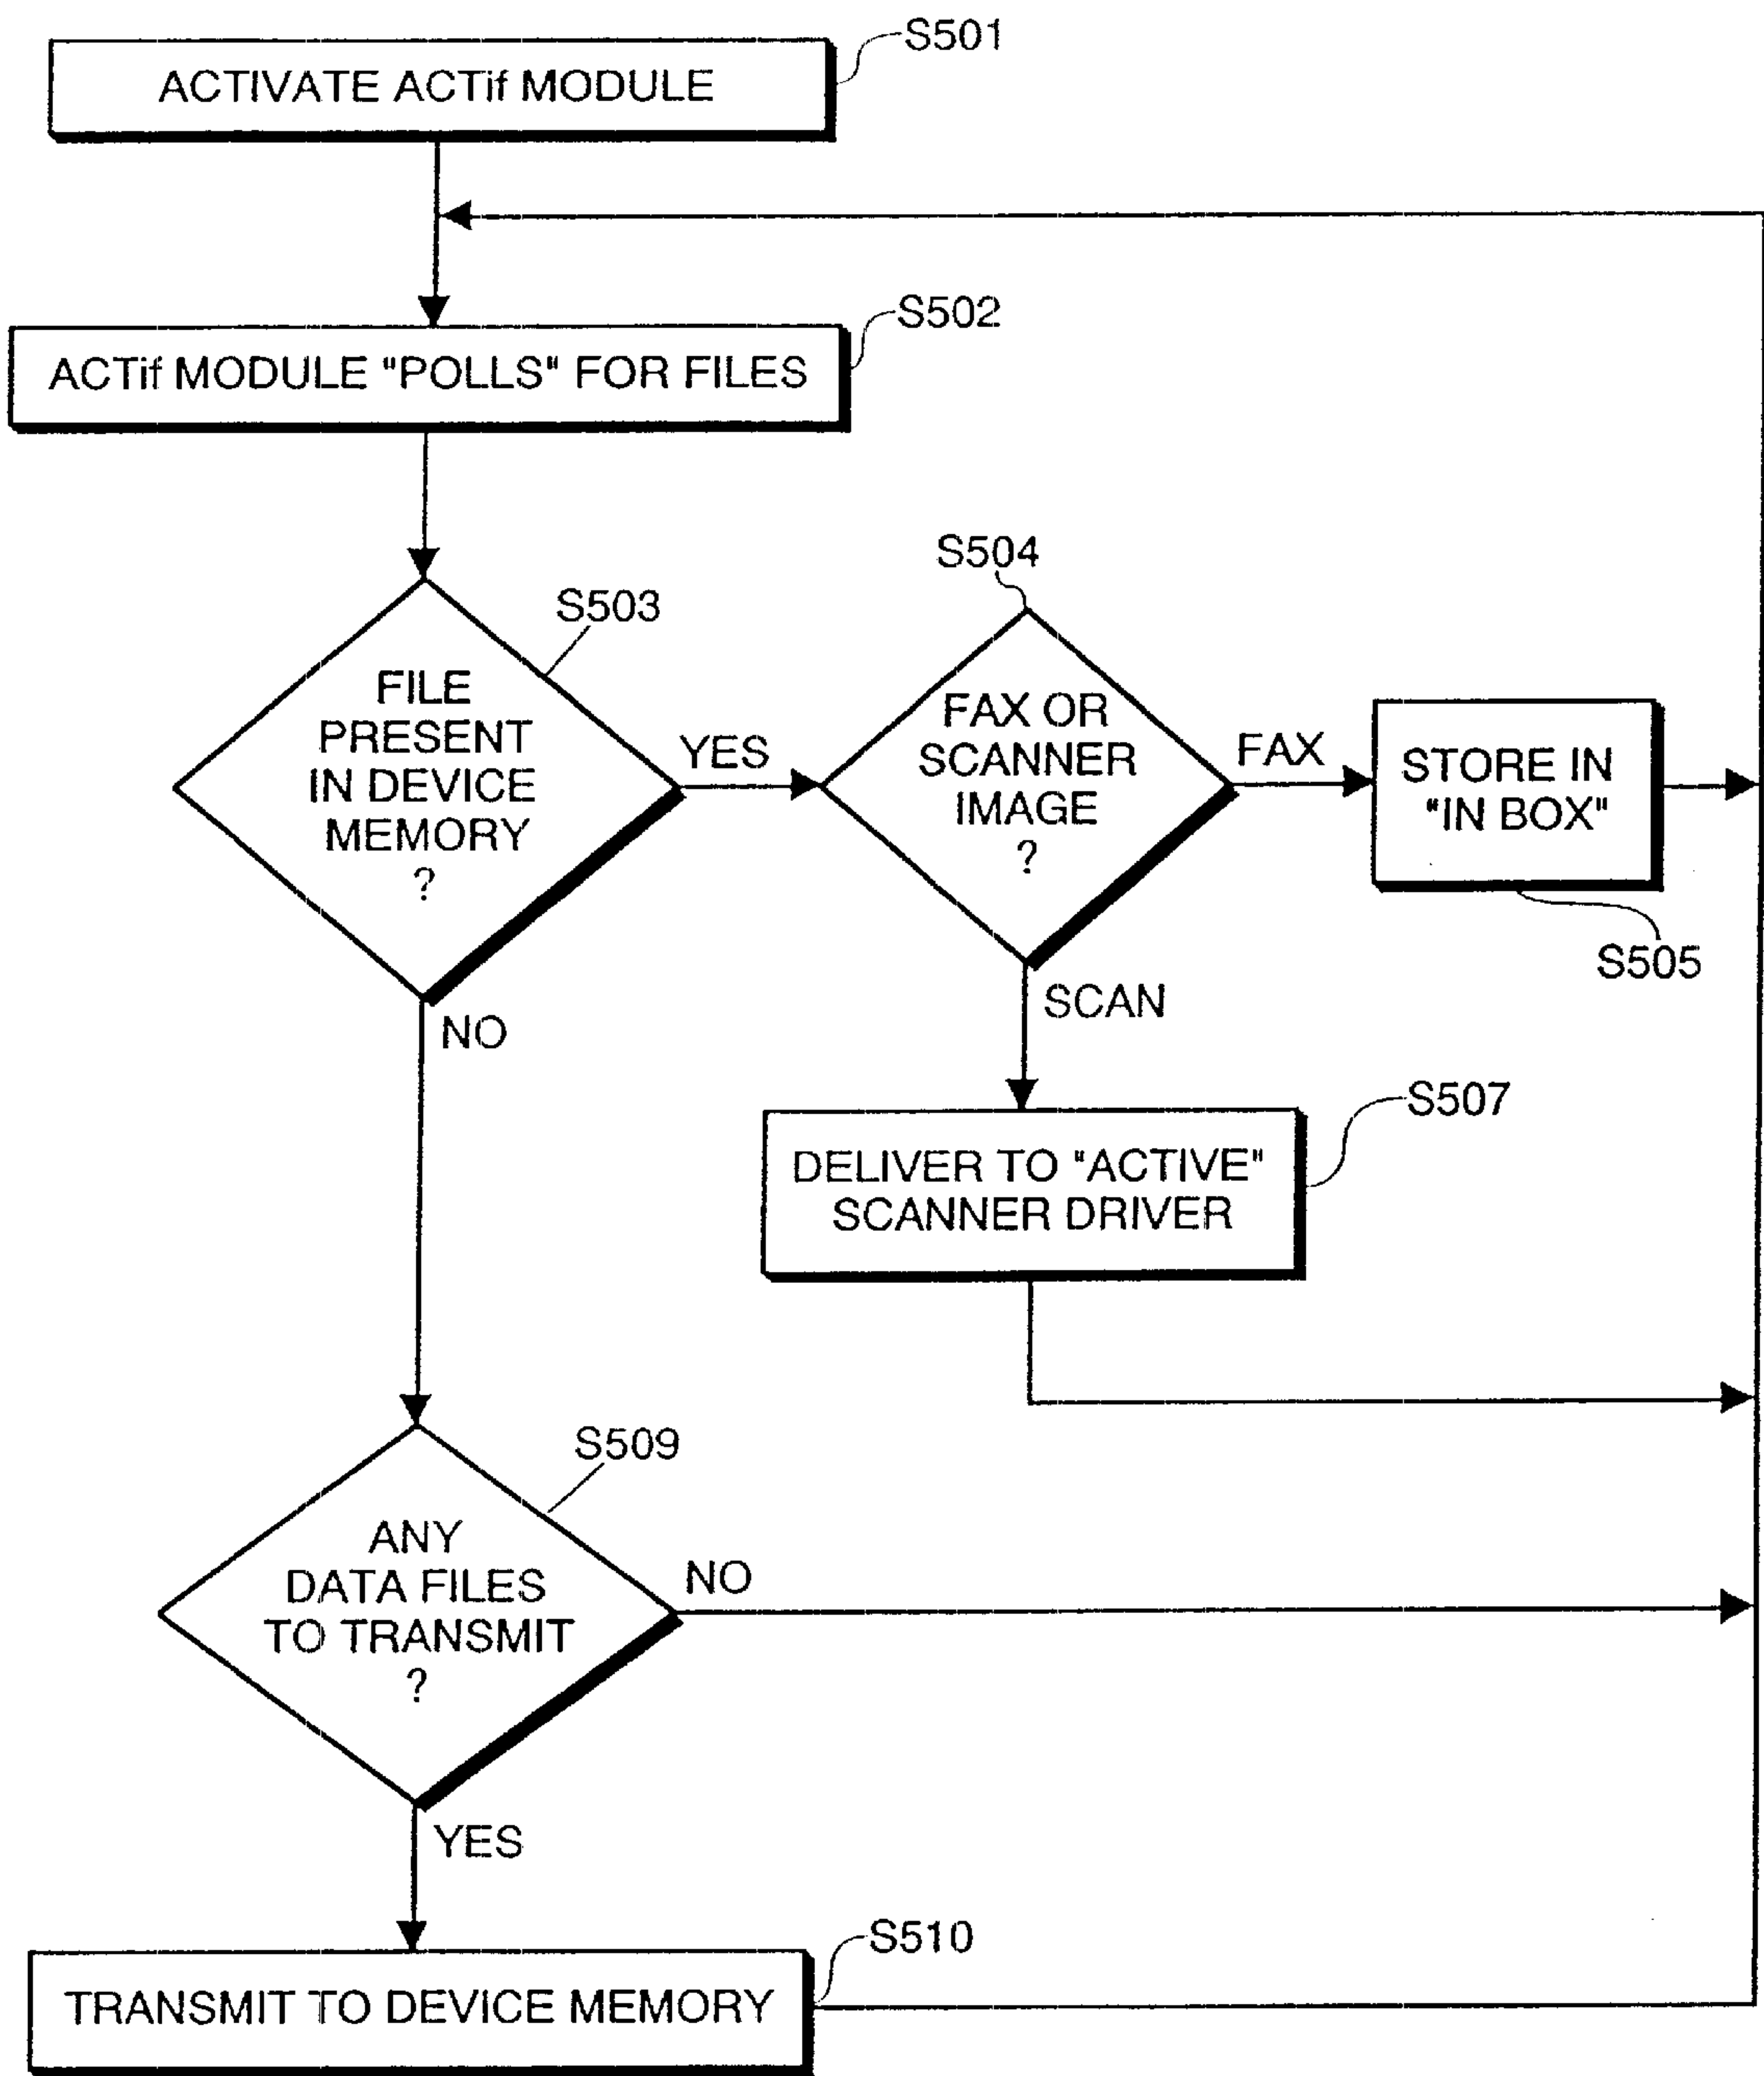 S501
ACTIVATE ACTif MODULE
S502
ACTif MODULE "POLLS" FOR FILES
S503
FILE
PRESENT
IN DEVICE
MEMORY
?
YES
NO
S504
FAX OR
SCANNER
IMAGE
?
FAX
SCAN
STORE IN
"IN BOX"
S505
S507
DELIVER TO "ACTIVE"
SCANNER DRIVER
S509
ANY
DATA FILES
TO TRANSMIT
?
NO
YES
S510
TRANSMIT TO DEVICE MEMORY